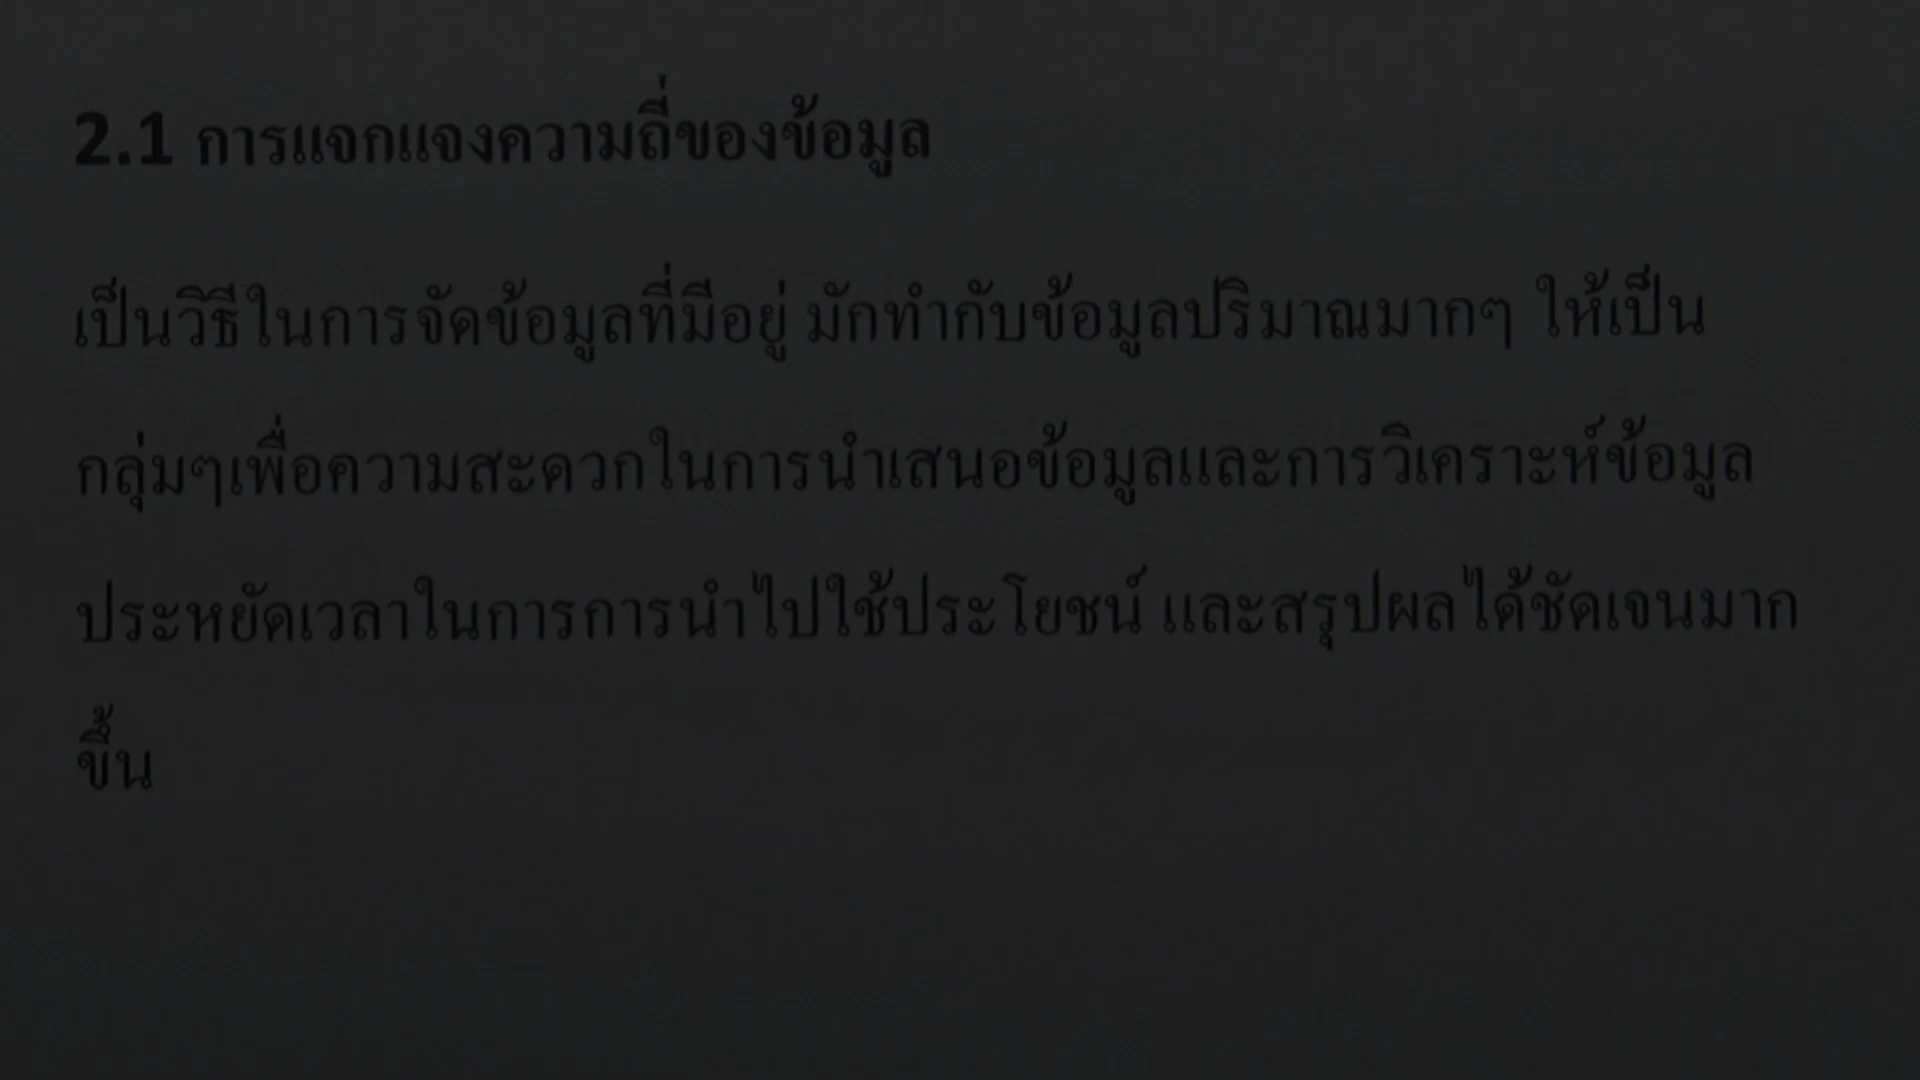 2.1 การแจกแจงความถี่ของข้อมูล
เป็นวิธีในการจัดข้อมูลที่มีอยู่ มักทำกับข้อมูลปริมาณมากๆ ให้เป็น
กลุ่มๆเพื่อความสะดวกในการนำเสนอข้อมูลและการวิเคราะห์ข้อมูล
ประหยัดเวลาในการการนำไปใช้ประโยชน์ และสรุปผลได้ชัดเจนมาก
ขึ้น